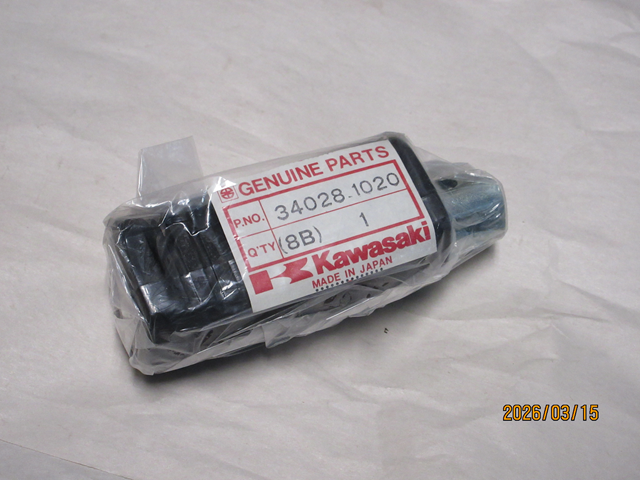 GENUINE PARTS
P.NO. 34028.1020
Q'TY (8B) 1
Kawasaki
MADE IN JAPAN
2026/03/15